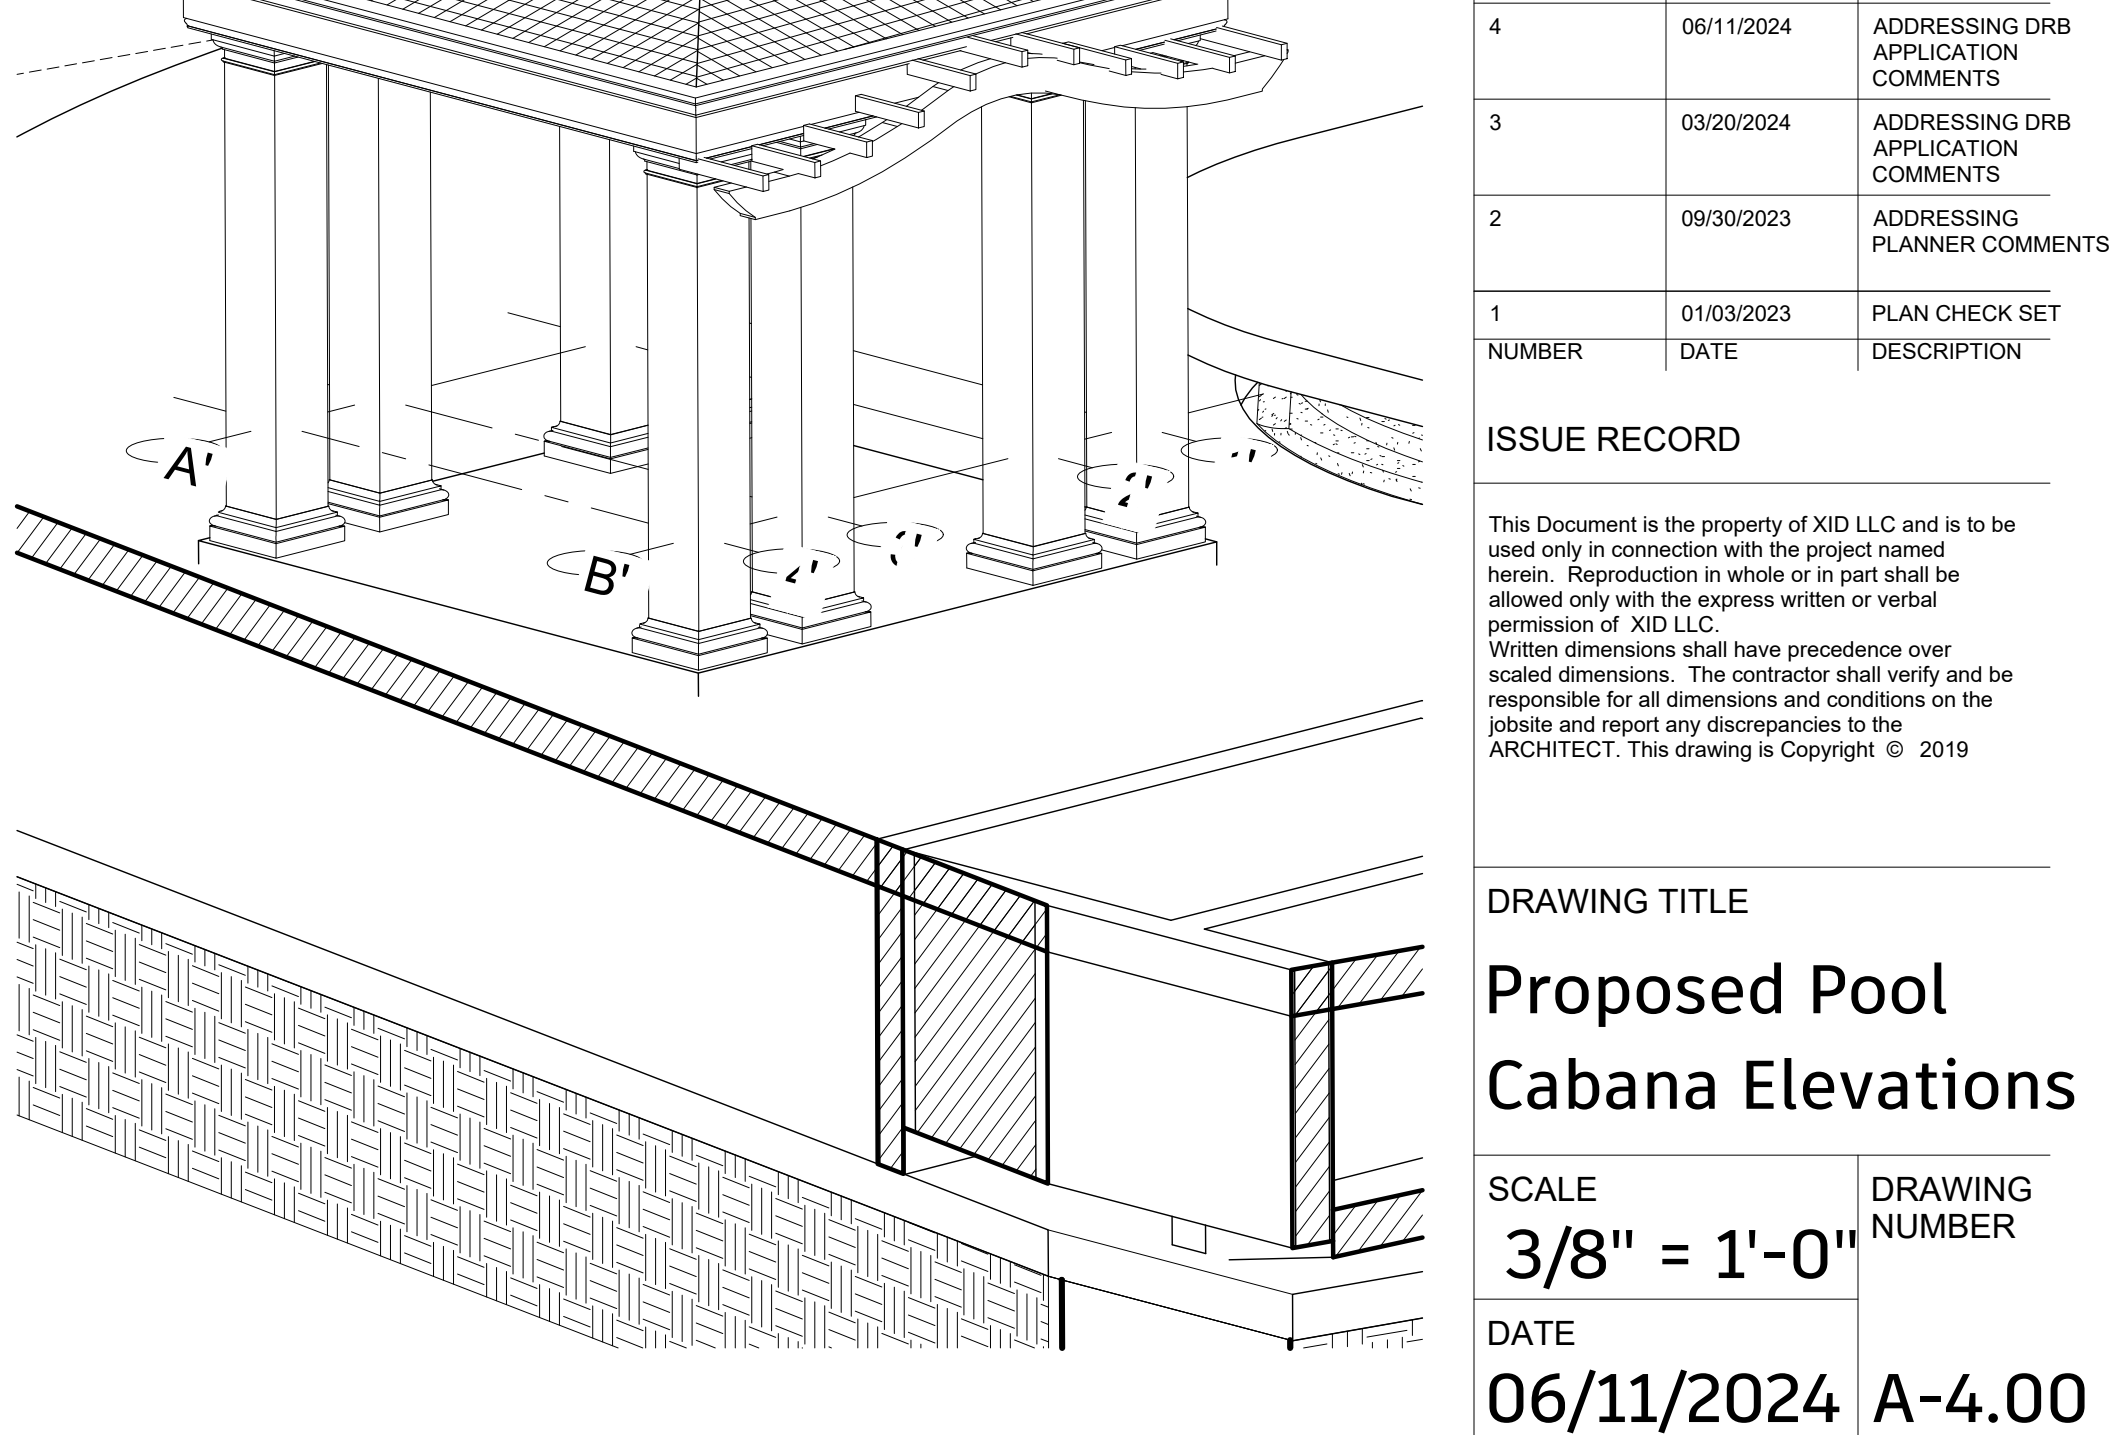 4 06/11/2024 ADDRESSING DRB
APPLICATION
COMMENTS
3 03/20/2024 ADDRESSING DRB
APPLICATION
COMMENTS
2 09/30/2023 ADDRESSING
PLANNER COMMENTS
1 01/03/2023 PLAN CHECK SET
NUMBER DATE DESCRIPTION
ISSUE RECORD
This Document is the property of XID LLC and is to be
used only in connection with the project named
herein. Reproduction in whole or in part shall be
allowed only with the express written or verbal
permission of XID LLC.
Written dimensions shall have precedence over
scaled dimensions. The contractor shall verify and be
responsible for all dimensions and conditions on the
jobsite and report any discrepancies to the
ARCHITECT. This drawing is Copyright © 2019
DRAWING TITLE
Proposed Pool
Cabana Elevations
SCALE
3/8" = 1'-0"
DRAWING
NUMBER
DATE
06/11/2024
A-4.00
A'
B'